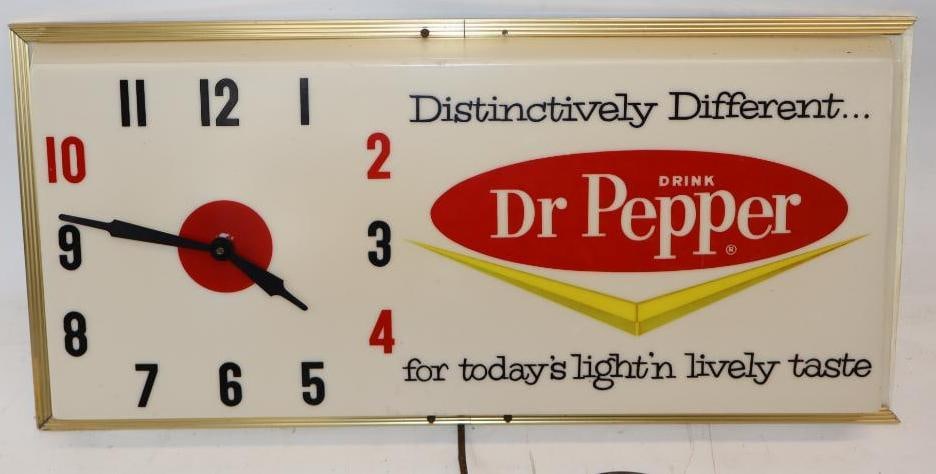 11 12 1
10 2
9 3
8 4
7 6 5
Distinctively Different...
DRINK
Dr Pepper
®
for today's light'n lively taste